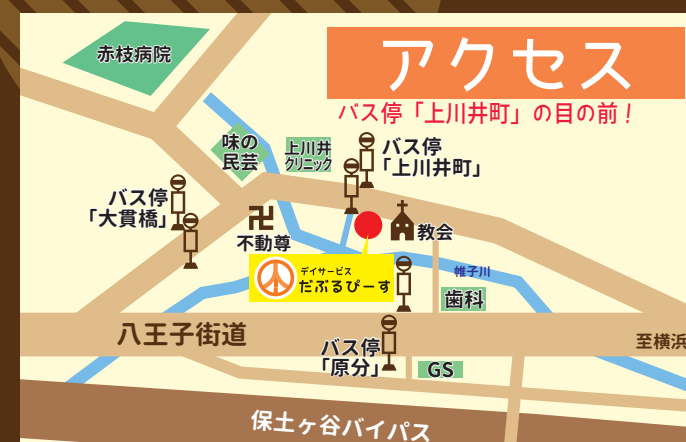 アクセス
バス停「上川井町」の目の前！
赤枝病院
味の
民芸
上川井
クリニック
バス停
「上川井町」
バス停
「大貫橋」
卍
不動尊
教会
デイサービス
だぶるぴーす
帷子川
歯科
八王子街道
至横浜
バス停
「原分」
GS
保土ヶ谷バイパス